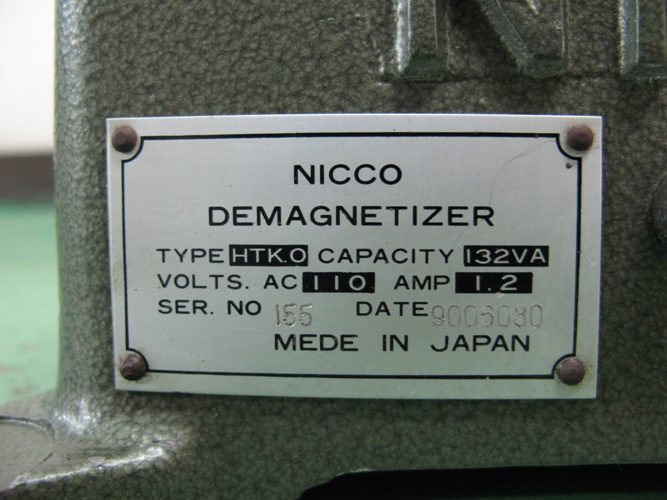 NICCO
DEMAGNETIZER
TYPE HTK.O CAPACITY 132VA
VOLTS. AC 110 AMP 1.2
SER. NO 155 DATE 9006030
MEDE IN JAPAN